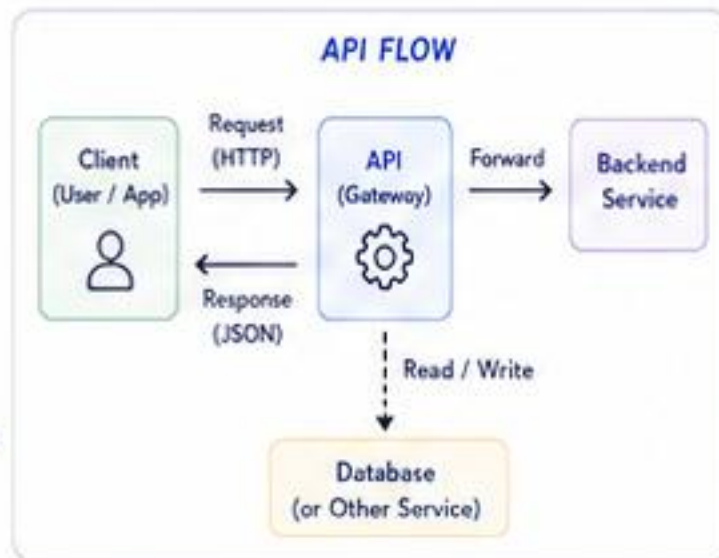 API FLOW
Client
(User / App)
Request
(HTTP)
Response
(JSON)
API
(Gateway)
Forward
Backend
Service
Read / Write
Database
(or Other Service)